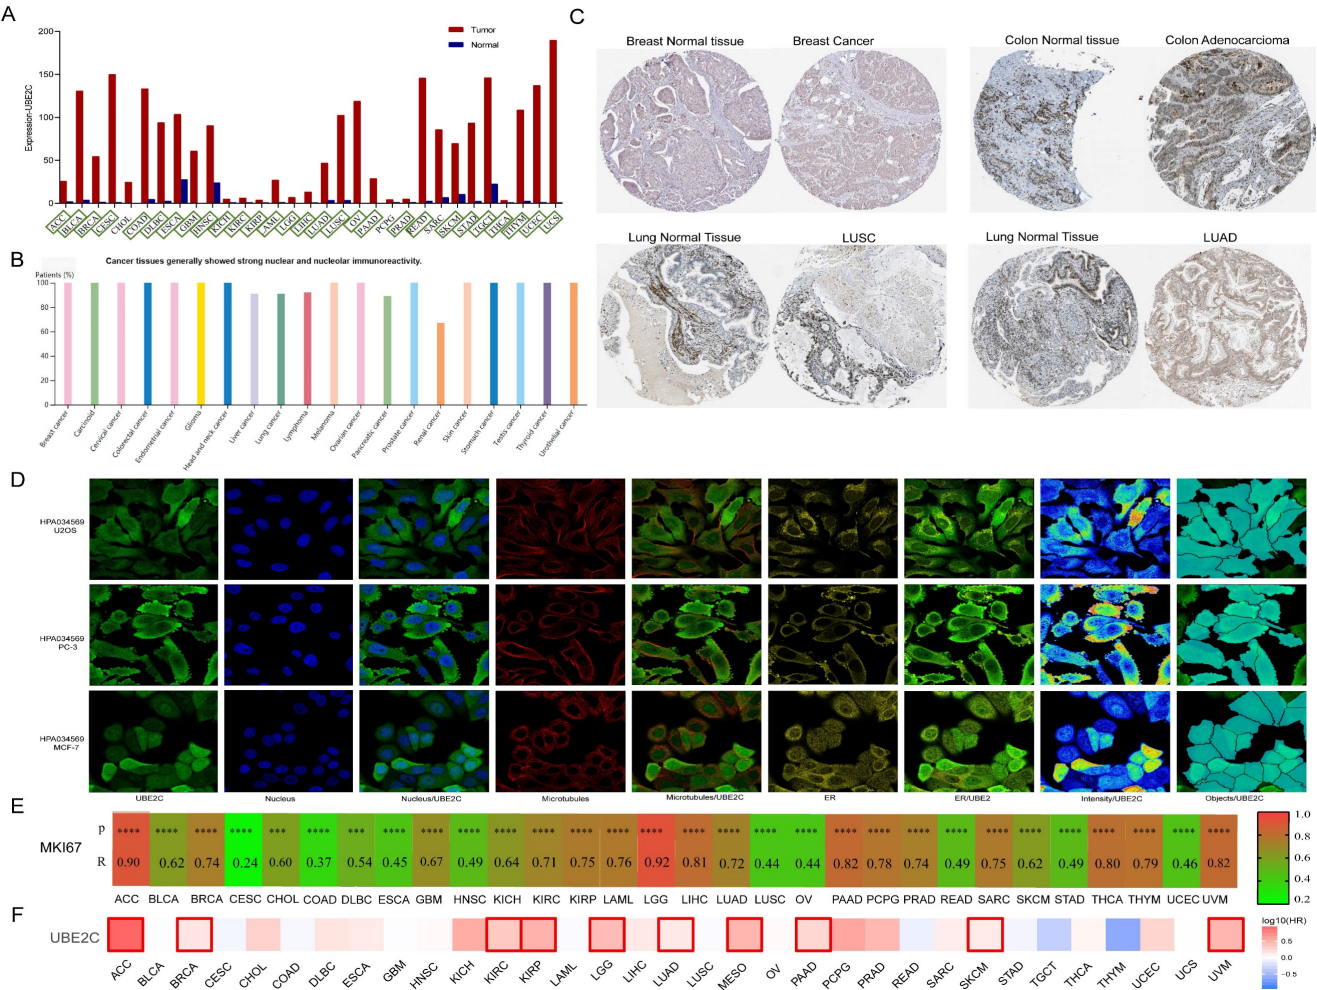 A
Tumor
Normal
Expression-UBE2C
200
150
100
50
0
ACC BLCA BRCA CESC CHOL COAD DLBC ESCA GBM HNSC KICH KIRC KIRP LAML LGG LIHC LUAD LUSC OV PAAD PCPG PRAD READ SARC SKCM STAD TGCT THCA THYM UCEC UCS
B
Cancer tissues generally showed strong nuclear and nucleolar immunoreactivity.
Patients (%)
100
80
60
40
20
0
Breast cancer Carcinoid Cervical cancer Colorectal cancer Endometrial cancer Glioma Head and neck cancer Liver cancer Lung cancer Lymphoma Melanoma Ovarian cancer Pancreatic cancer Prostate cancer Renal cancer Skin cancer Stomach cancer Testis cancer Thyroid cancer Urothelial cancer
C
Breast Normal tissue Breast Cancer Colon Normal tissue Colon Adenocarcioma
Lung Normal Tissue LUSC Lung Normal Tissue LUAD
D
HPA034569
U2OS
HPA034569
PC-3
HPA034569
MCF-7
UBE2C Nucleus Nucleus/UBE2C Microtubules Microtubules/UBE2C ER ER/UBE2 Intensity/UBE2C Objects/UBE2C
E
MKI67
p **** **** **** **** *** **** *** **** **** **** **** **** **** **** **** **** **** **** **** **** **** **** **** **** **** **** **** **** **** ****
R 0.90 0.62 0.74 0.24 0.60 0.37 0.54 0.45 0.67 0.49 0.64 0.71 0.75 0.76 0.92 0.81 0.72 0.44 0.44 0.82 0.78 0.74 0.49 0.75 0.62 0.49 0.80 0.79 0.46 0.82
ACC BLCA BRCA CESC CHOL COAD DLBC ESCA GBM HNSC KICH KIRC KIRP LAML LGG LIHC LUAD LUSC OV PAAD PCPG PRAD READ SARC SKCM STAD THCA THYM UCEC UVM
1.0
0.8
0.6
0.4
0.2
F
UBE2C
ACC BLCA BRCA CESC CHOL COAD DLBC ESCA GBM HNSC KICH KIRC KIRP LAML LGG LIHC LUAD LUSC MESO OV PAAD PCPG PRAD READ SARC SKCM STAD TGCT THCA THYM UCEC UCS UVM
log10(HR)
0.5
0.0
-0.5